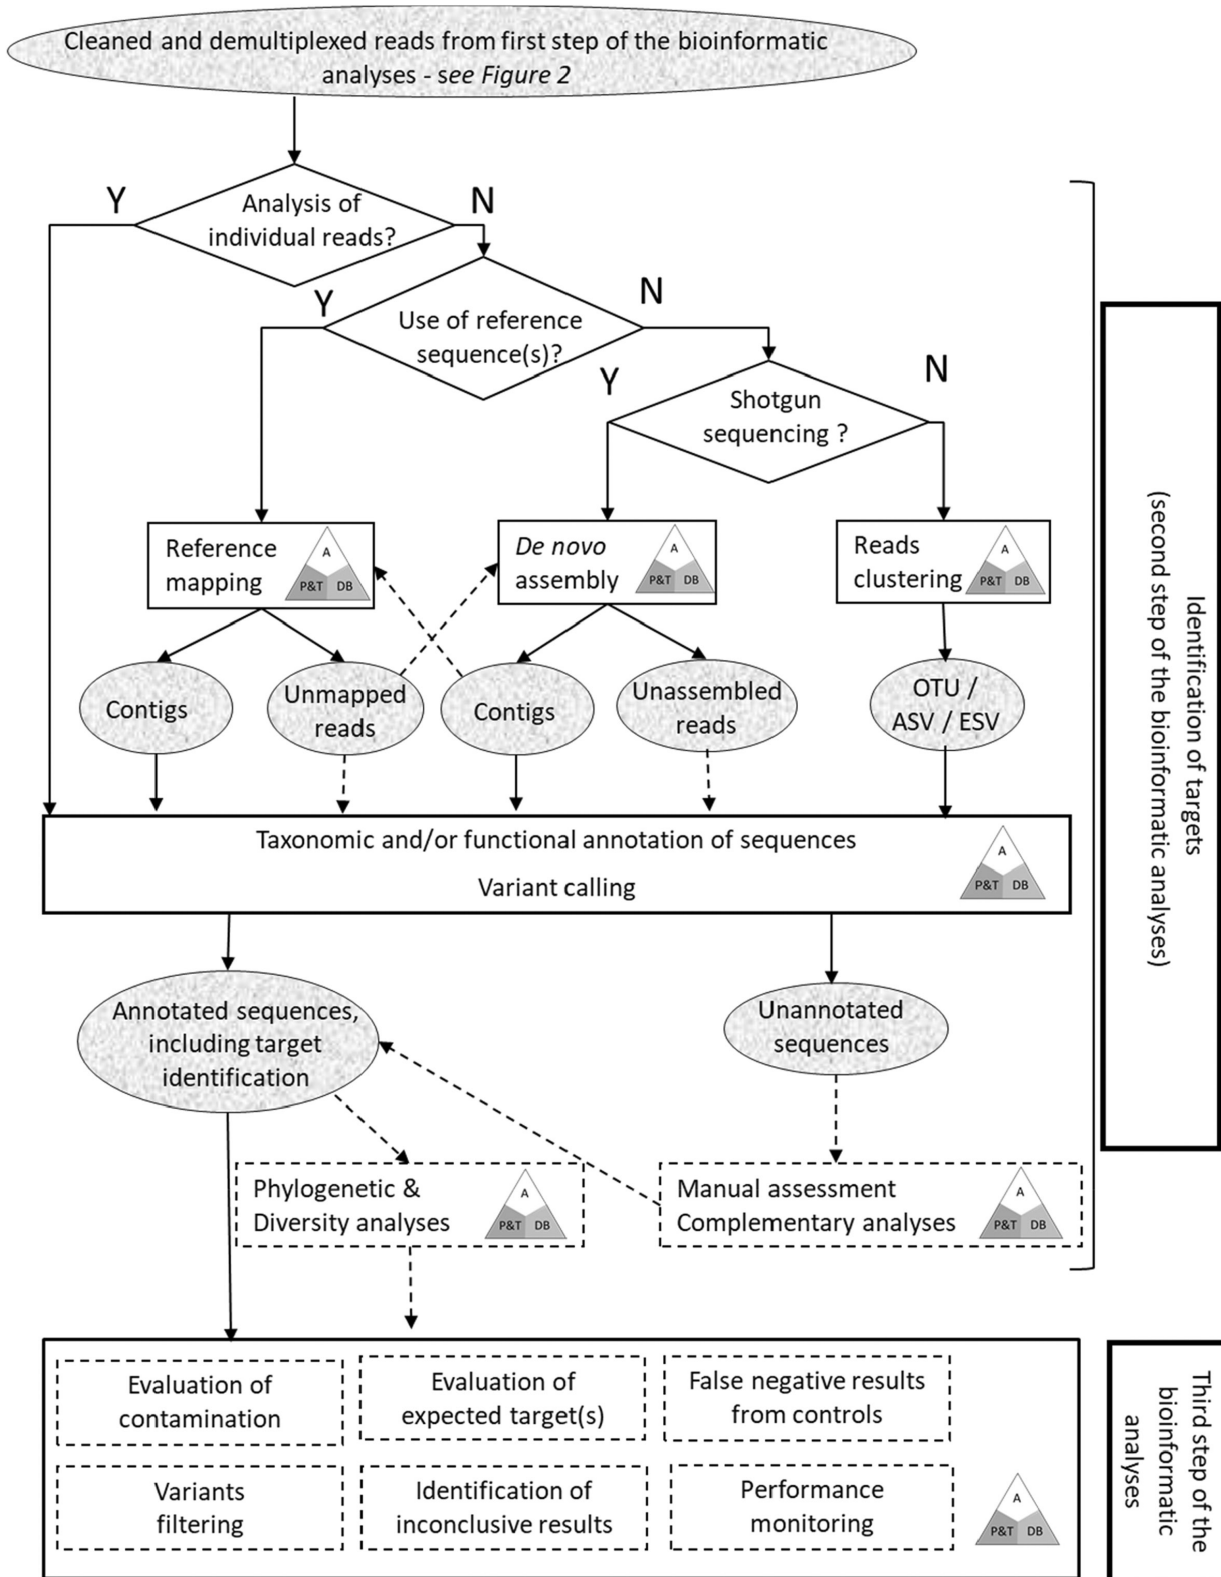 Cleaned and demultiplexed reads from first step of the bioinformatic
analyses - see Figure 2
Y
N
Analysis of
individual reads?
Y
N
Use of reference
sequence(s)?
Y
N
Shotgun
sequencing ?
Reference
mapping
A
P&T
DB
De novo
assembly
A
P&T
DB
Reads
clustering
A
P&T
DB
Contigs
Unmapped
reads
Contigs
Unassembled
reads
OTU /
ASV / ESV
Taxonomic and/or functional annotation of sequences
Variant calling
A
P&T
DB
Annotated sequences,
including target
identification
Unannotated
sequences
Phylogenetic &
Diversity analyses
A
P&T
DB
Manual assessment
Complementary analyses
A
P&T
DB
Identification of targets
(second step of the bioinformatic analyses)
Evaluation of
contamination
Evaluation of
expected target(s)
False negative results
from controls
Variants
filtering
Identification of
inconclusive results
Performance
monitoring
A
P&T
DB
Third step of the
bioinformatic
analyses